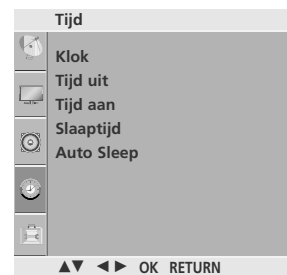 Tijd
Klok
Tijd uit
Tijd aan
Slaaptijd
Auto Sleep
▲▼ ◄► OK RETURN